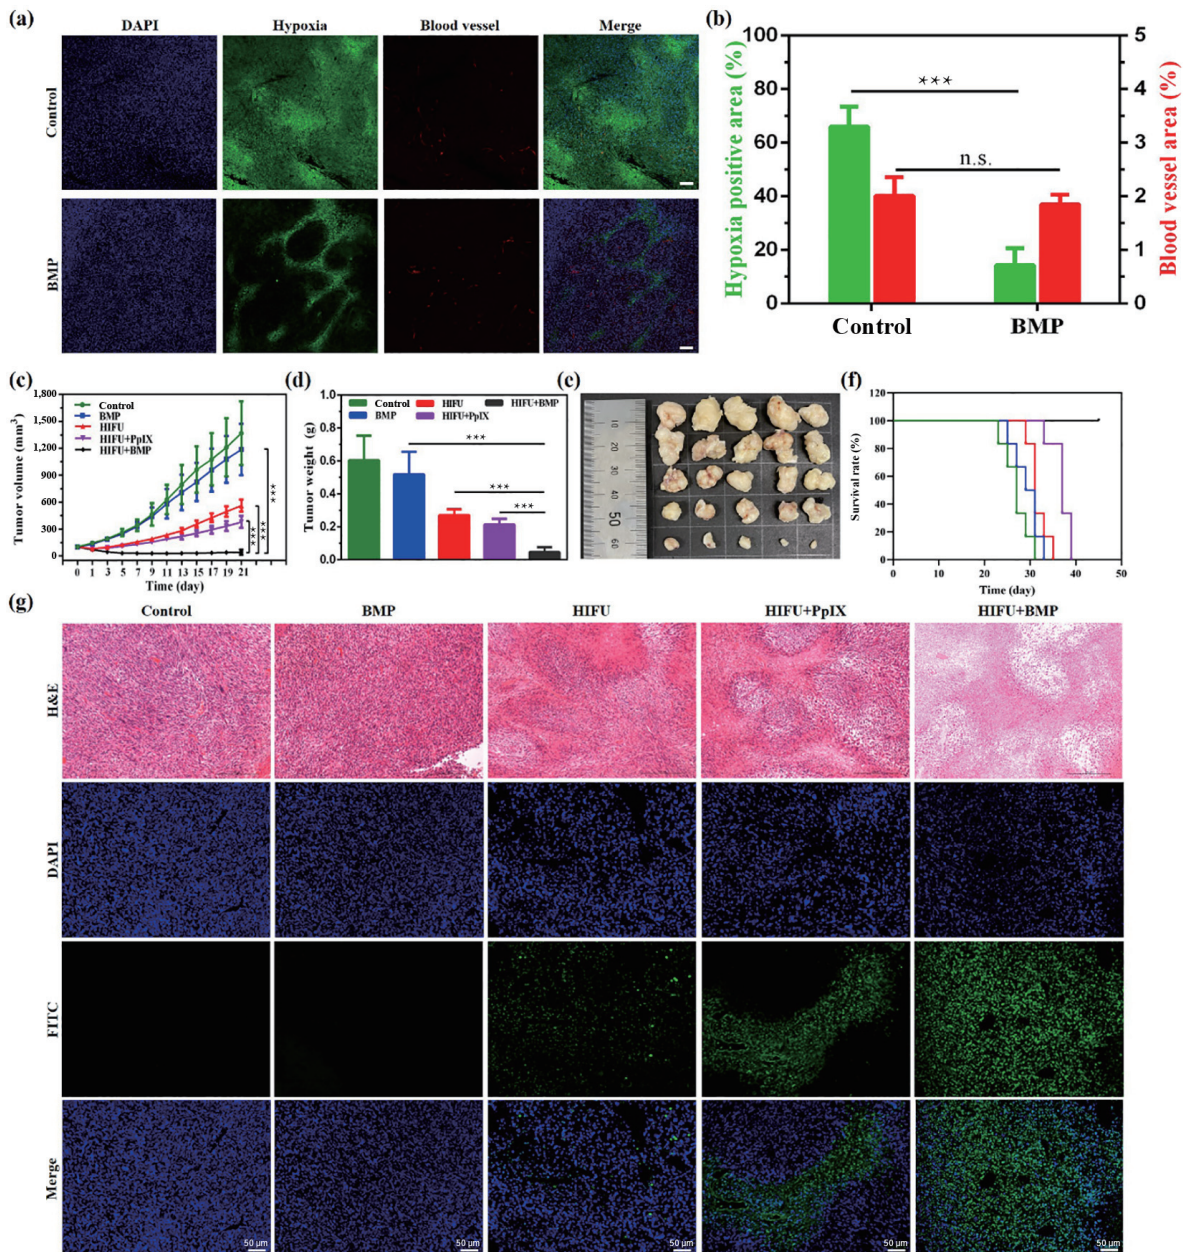 (a)
DAPI Hypoxia Blood vessel Merge
Control
BMP
(b)
Hypoxia positive area (%)
100
80
60
40
20
0
***
n.s.
Control BMP
5
4
3
2
1
0
Blood vessel area (%)
(c)
Tumor volume (mm³)
1,800
1,500
1,200
900
600
300
0
Control
BMP
HIFU
HIFU+PpIX
HIFU+BMP
***
***
***
0 1 3 5 7 9 11 13 15 17 19 21
Time (day)
(d)
Tumor weight (g)
0.8
0.6
0.4
0.2
0.0
Control HIFU HIFU+BMP
BMP HIFU+PpIX
***
***
***
(e)
10
20
30
40
50
60
(f)
Survival rate (%)
120
100
80
60
40
20
0
0 10 20 30 40 50
Time (day)
(g)
Control BMP HIFU HIFU+PpIX HIFU+BMP
H&E
DAPI
FITC
Merge
50 µm 50 µm 50 µm 50 µm 50 µm